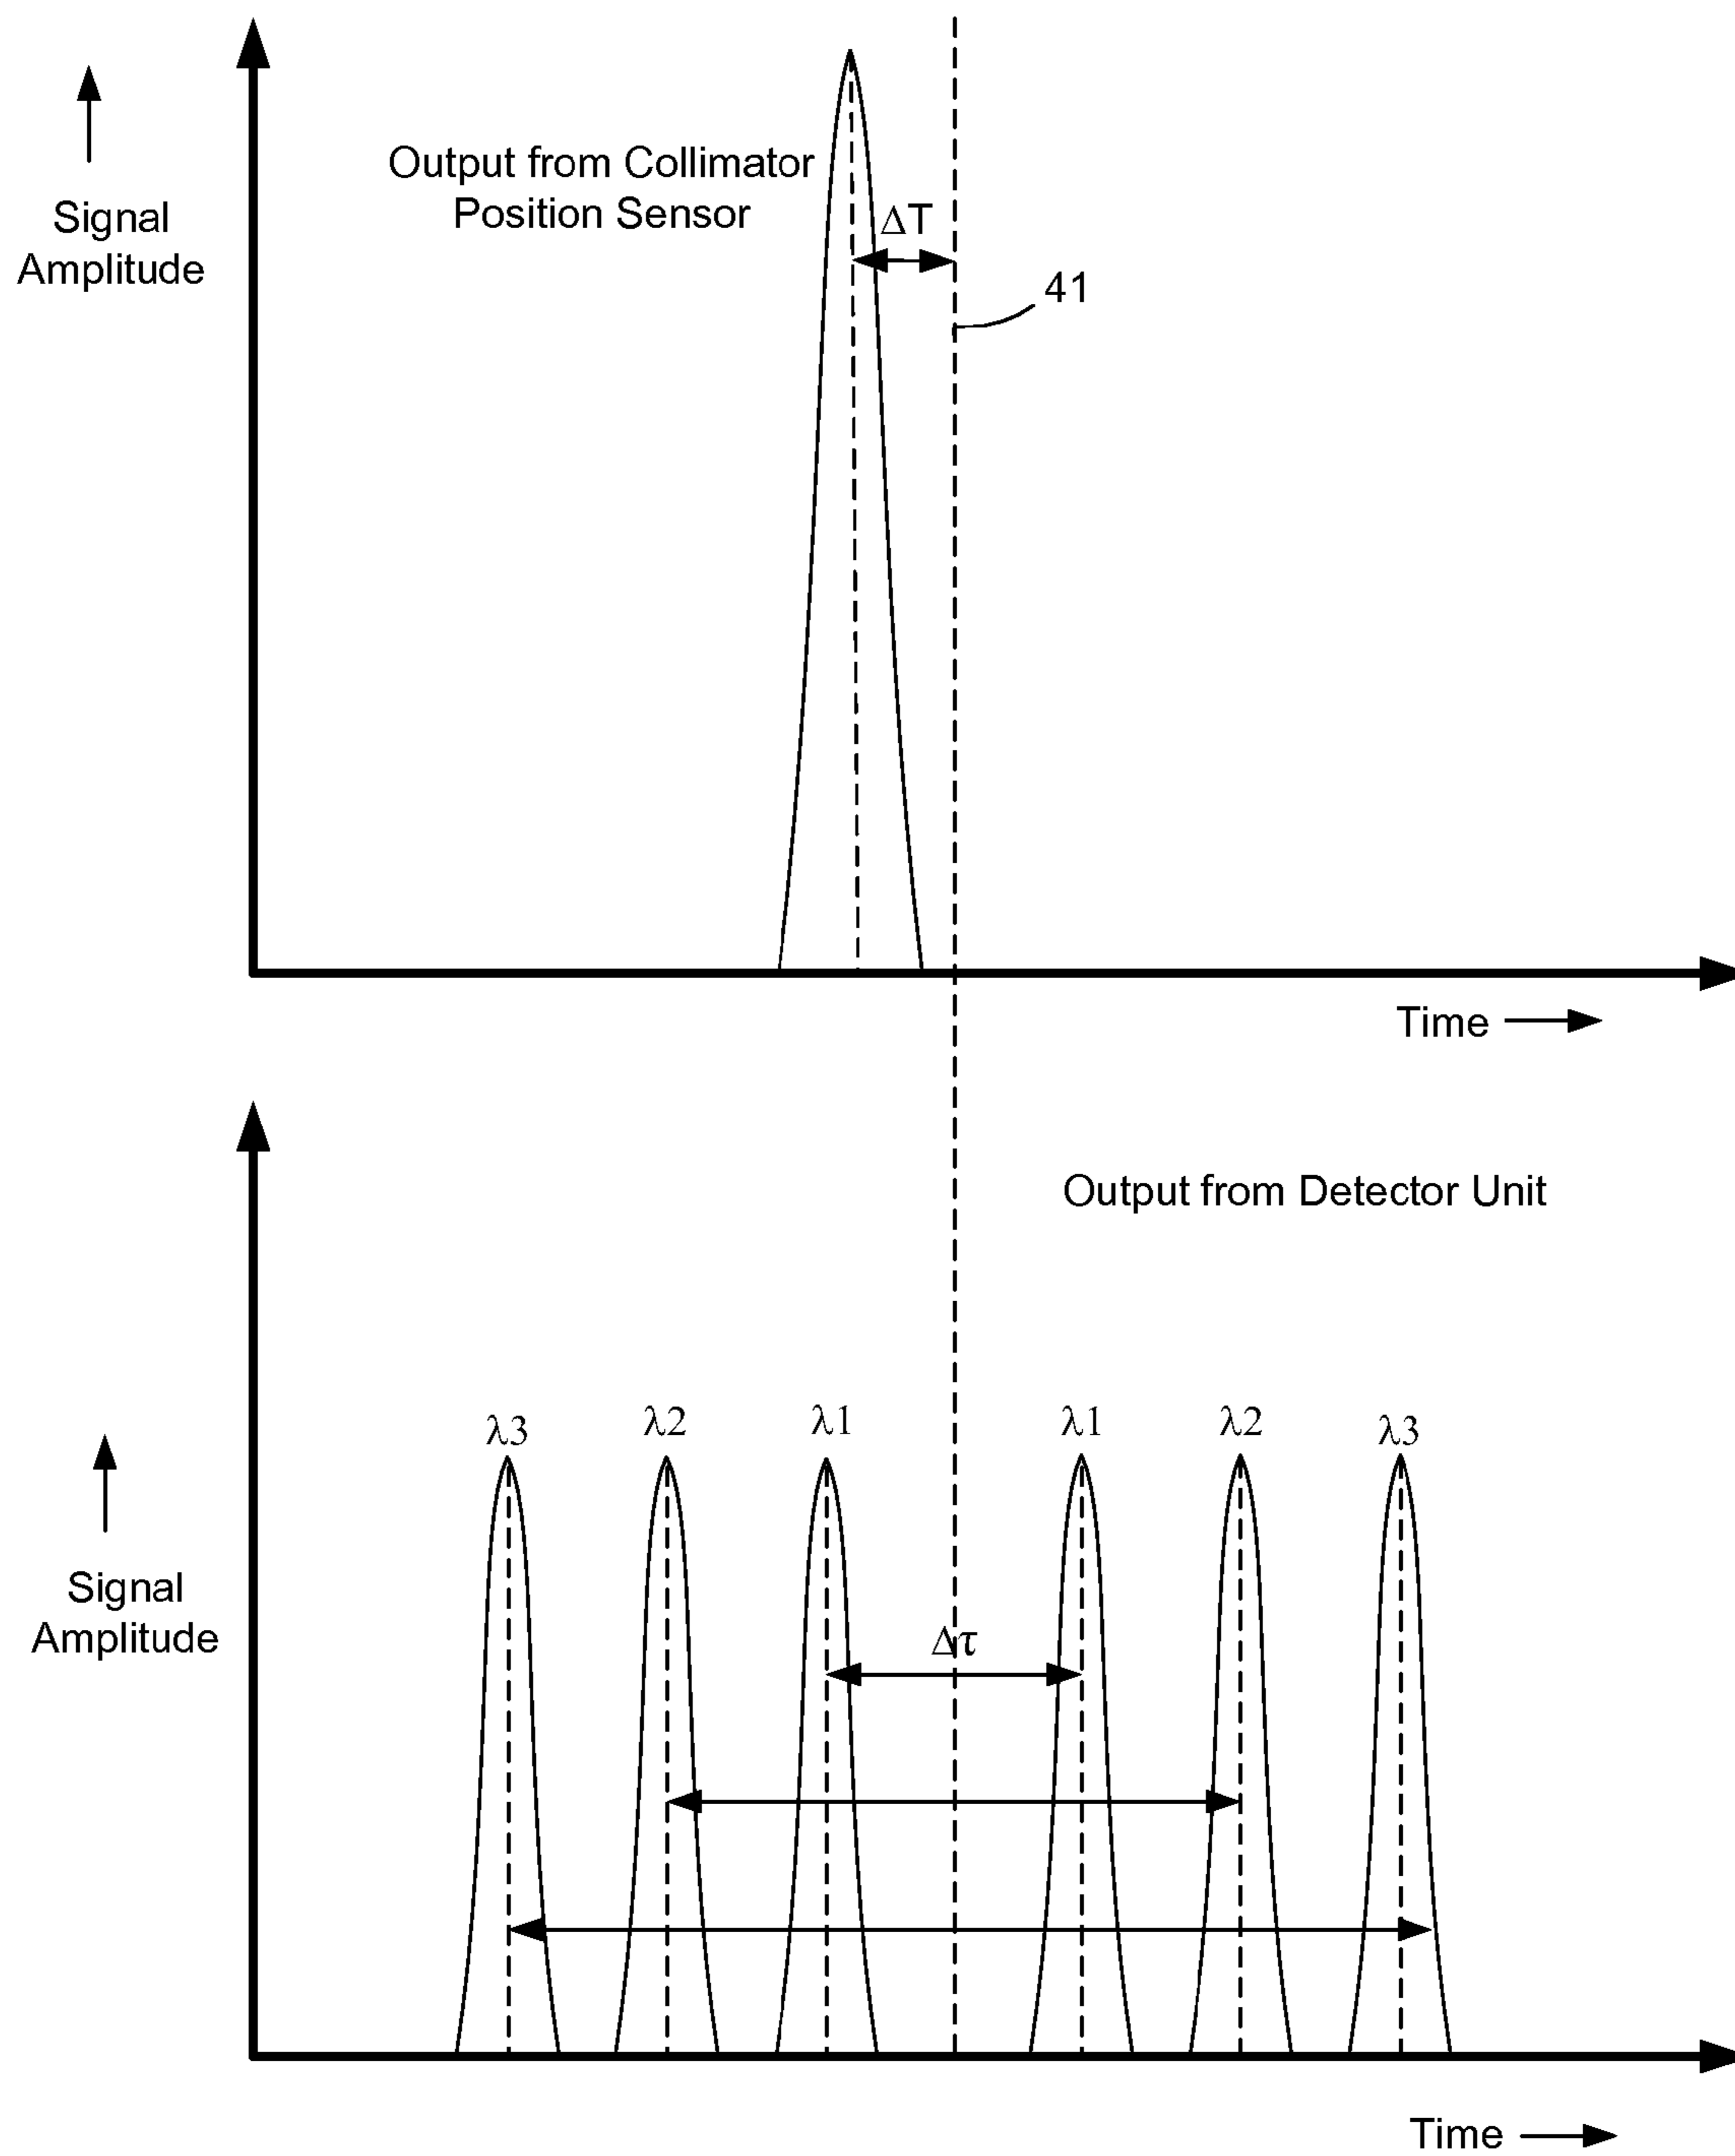 Signal
Amplitude
Output from Collimator
Position Sensor
ΔT
41
Time
Output from Detector Unit
λ3
λ2
λ1
λ1
λ2
λ3
Signal
Amplitude
Δτ
Time